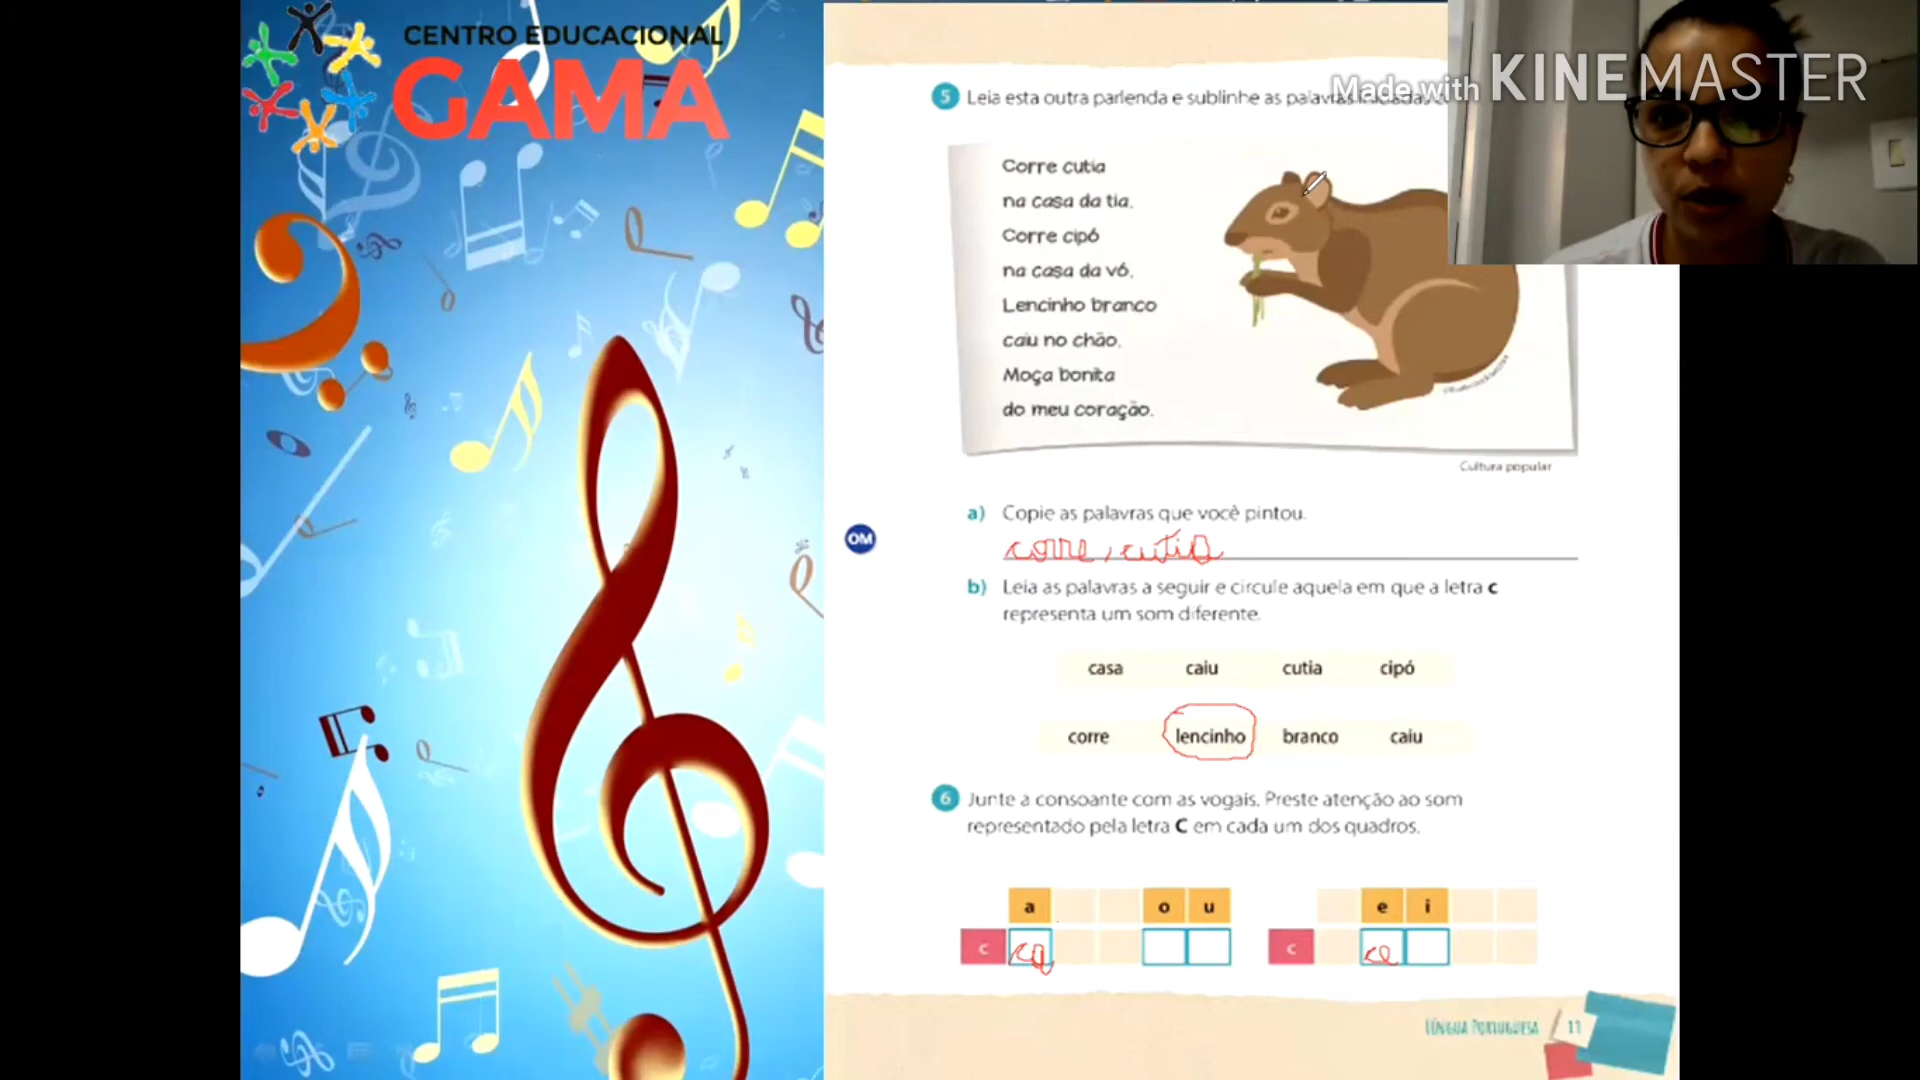 CENTRO EDUCACIONAL
GAMA
Made with KINEMASTER
5 Leia esta outra parlenda e sublinhe as palavras iniciadas
Corre cutia
na casa da tia.
Corre cipó
na casa da vó.
Lencinho branco
caiu no chão.
Moça bonita
do meu coração.
Cultura popular
a) Copie as palavras que você pintou.
OM
corre, cutia
b) Leia as palavras a seguir e circule aquela em que a letra c
representa um som diferente.
casa caiu cutia cipó
corre lencinho branco caiu
6 Junte a consoante com as vogais. Preste atenção ao som
representado pela letra C em cada um dos quadros.
a o u e i
c ca c ce
LÍNGUA PORTUGUESA 11